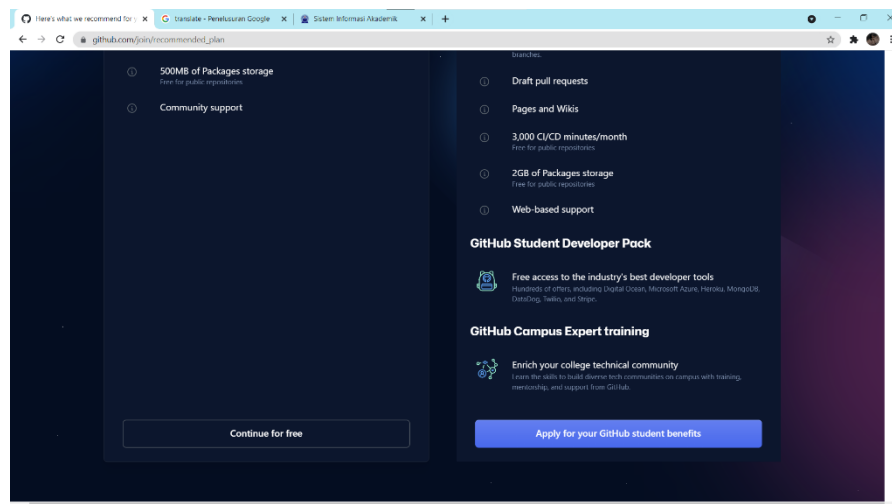 Here's what we recommend for y
translate - Penelusuran Google
Sistem Informasi Akademik
github.com/join/recommended_plan
500MB of Packages storage
Free for public repositories
Community support
branches.
Draft pull requests
Pages and Wikis
3,000 CI/CD minutes/month
Free for public repositories
2GB of Packages storage
Free for public repositories
Web-based support
GitHub Student Developer Pack
Free access to the industry's best developer tools
Hundreds of offers, including Digital Ocean, Microsoft Azure, Heroku, MongoDB,
DataDog, Twilio, and Stripe.
GitHub Campus Expert training
Enrich your college technical community
Learn the skills to build diverse tech communities on campus with training,
mentorship, and support from GitHub.
Continue for free
Apply for your GitHub student benefits